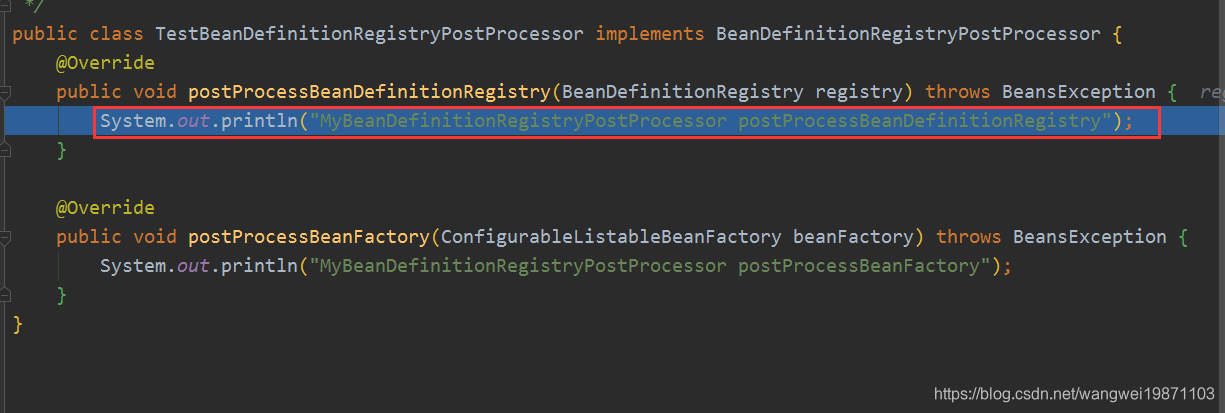 */
public class TestBeanDefinitionRegistryPostProcessor implements BeanDefinitionRegistryPostProcessor {
@Override
public void postProcessBeanDefinitionRegistry(BeanDefinitionRegistry registry) throws BeansException { reg
System.out.println("MyBeanDefinitionRegistryPostProcessor postProcessBeanDefinitionRegistry");
}
@Override
public void postProcessBeanFactory(ConfigurableListableBeanFactory beanFactory) throws BeansException {
System.out.println("MyBeanDefinitionRegistryPostProcessor postProcessBeanFactory");
}
}
https://blog.csdn.net/wangwei19871103